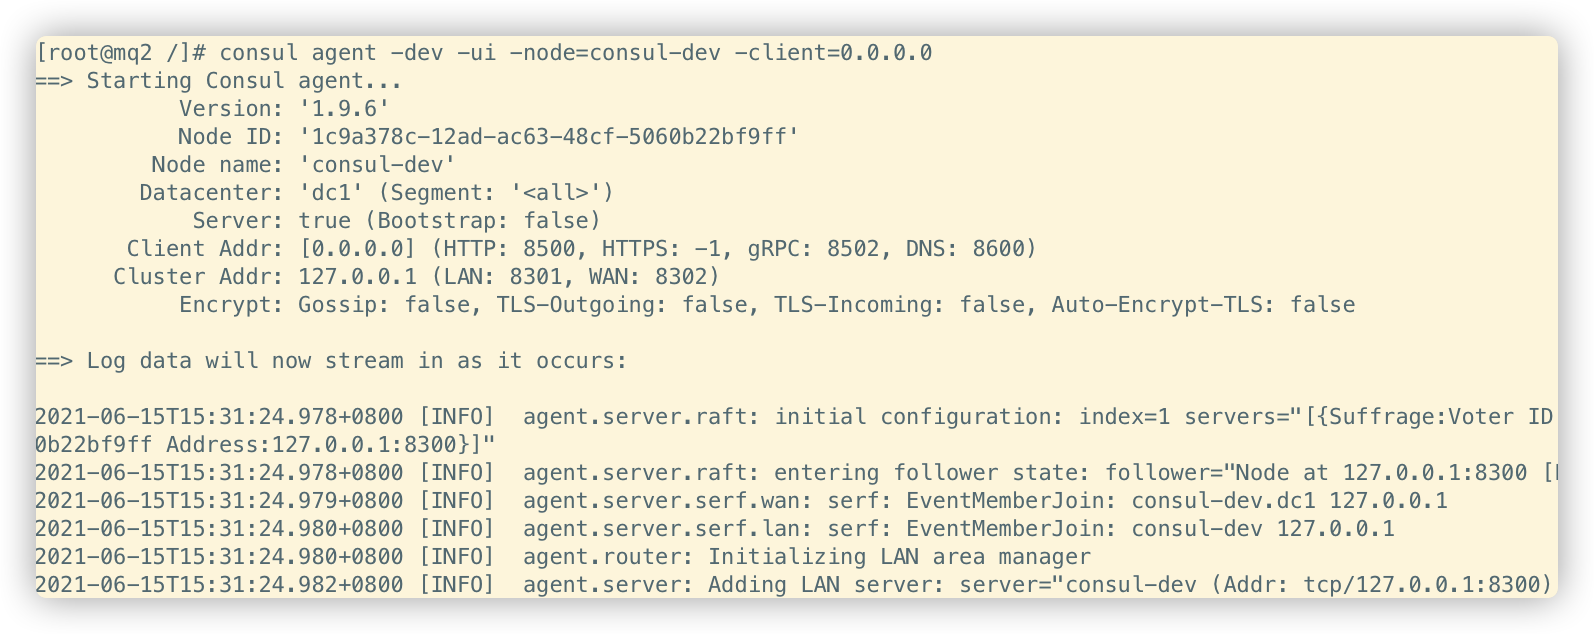 [root@mq2 /]# consul agent -dev -ui -node=consul-dev -client=0.0.0.0
==> Starting Consul agent...
           Version: '1.9.6'
           Node ID: '1c9a378c-12ad-ac63-48cf-5060b22bf9ff'
         Node name: 'consul-dev'
        Datacenter: 'dc1' (Segment: '<all>')
            Server: true (Bootstrap: false)
       Client Addr: [0.0.0.0] (HTTP: 8500, HTTPS: -1, gRPC: 8502, DNS: 8600)
      Cluster Addr: 127.0.0.1 (LAN: 8301, WAN: 8302)
           Encrypt: Gossip: false, TLS-Outgoing: false, TLS-Incoming: false, Auto-Encrypt-TLS: false
==> Log data will now stream in as it occurs:
2021-06-15T15:31:24.978+0800 [INFO]  agent.server.raft: initial configuration: index=1 servers="[{Suffrage:Voter ID
0b22bf9ff Address:127.0.0.1:8300}]"
2021-06-15T15:31:24.978+0800 [INFO]  agent.server.raft: entering follower state: follower="Node at 127.0.0.1:8300 [
2021-06-15T15:31:24.979+0800 [INFO]  agent.server.serf.wan: serf: EventMemberJoin: consul-dev.dc1 127.0.0.1
2021-06-15T15:31:24.980+0800 [INFO]  agent.server.serf.lan: serf: EventMemberJoin: consul-dev 127.0.0.1
2021-06-15T15:31:24.980+0800 [INFO]  agent.router: Initializing LAN area manager
2021-06-15T15:31:24.982+0800 [INFO]  agent.server: Adding LAN server: server="consul-dev (Addr: tcp/127.0.0.1:8300)